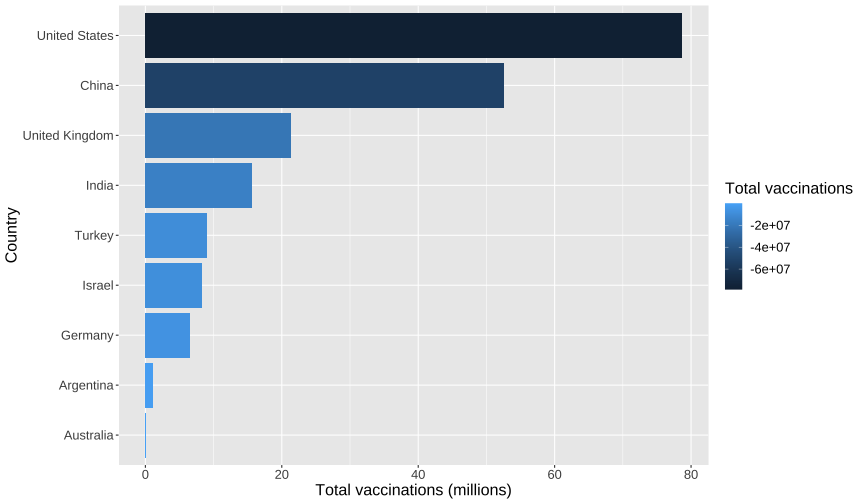 United States
China
United Kingdom
India
Turkey
Israel
Germany
Argentina
Australia
Country
0 20 40 60 80
Total vaccinations (millions)
Total vaccinations
-2e+07
-4e+07
-6e+07